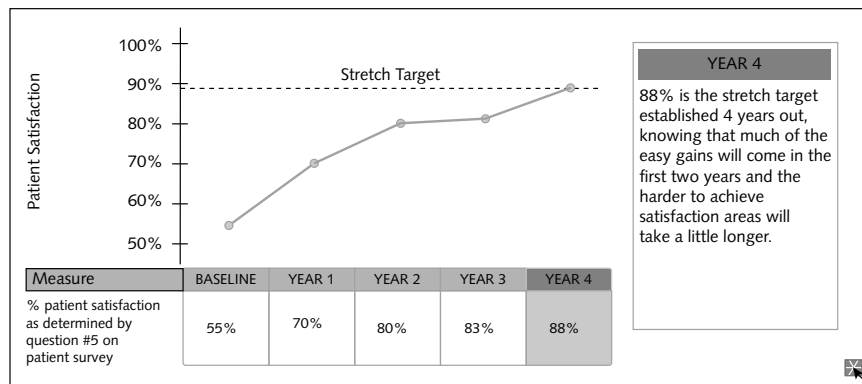 100%
90%
80%
70%
60%
50%
Patient Satisfaction
Stretch Target
YEAR 4
88% is the stretch target
established 4 years out,
knowing that much of the
easy gains will come in the
first two years and the
harder to achieve
satisfaction areas will
take a little longer.
Measure BASELINE YEAR 1 YEAR 2 YEAR 3 YEAR 4
% patient satisfaction
as determined by
question #5 on
patient survey
55% 70% 80% 83% 88%